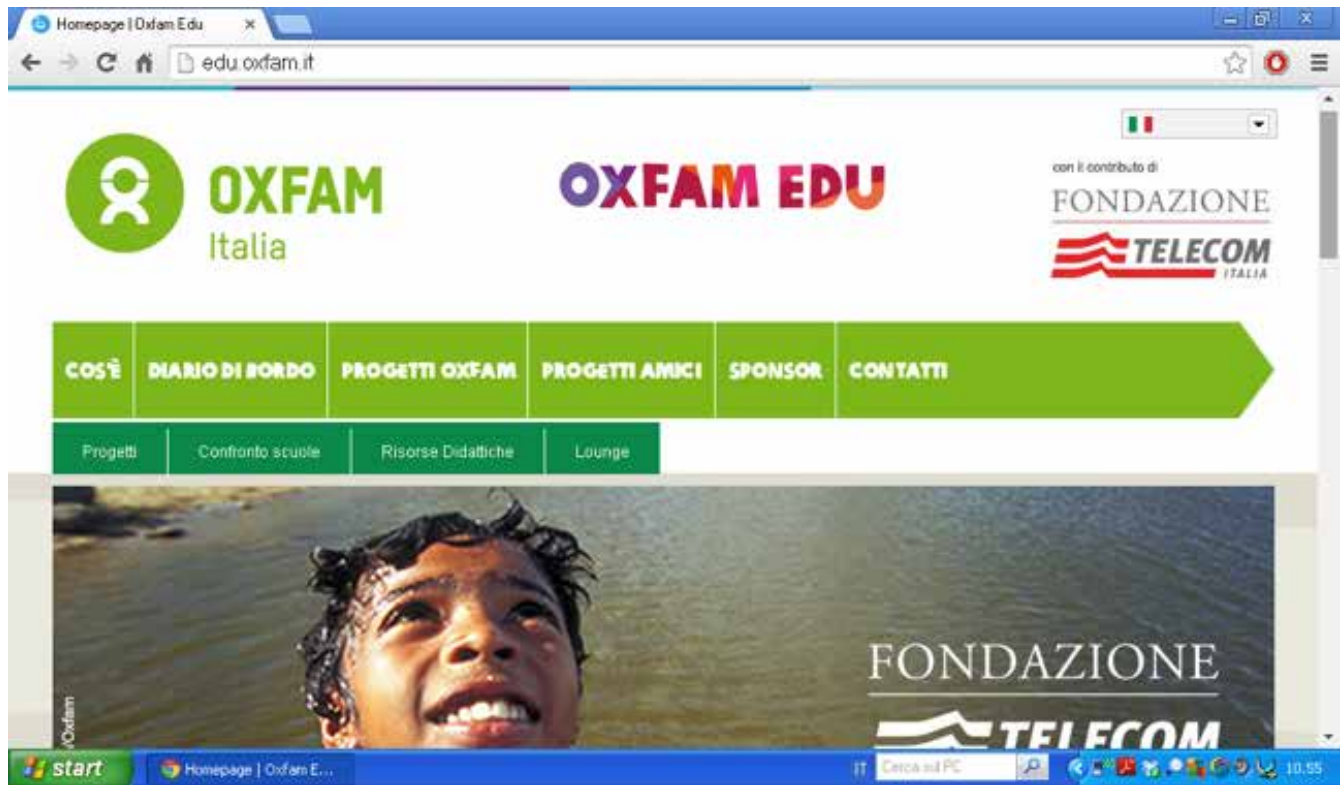 Homepage | Oxfam Edu
edu.oxfam.it
OXFAM
Italia
OXFAM EDU
con il contributo di
FONDAZIONE
TELECOM
ITALIA
COS'È DIARIO DI BORDO PROGETTI OXFAM PROGETTI AMICI SPONSOR CONTATTI
Progetti Confronto scuole Risorse Didattiche Lounge
/Oxfam
FONDAZIONE
TELECOM
start Homepage | Oxfam E... IT Cerca sul PC 10.55